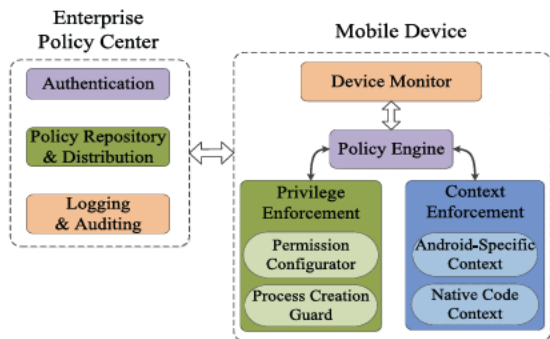 Enterprise
Policy Center
Authentication
Policy Repository
& Distribution
Logging
& Auditing
Mobile Device
Device Monitor
Policy Engine
Privilege
Enforcement
Permission
Configurator
Process Creation
Guard
Context
Enforcement
Android-Specific
Context
Native Code
Context